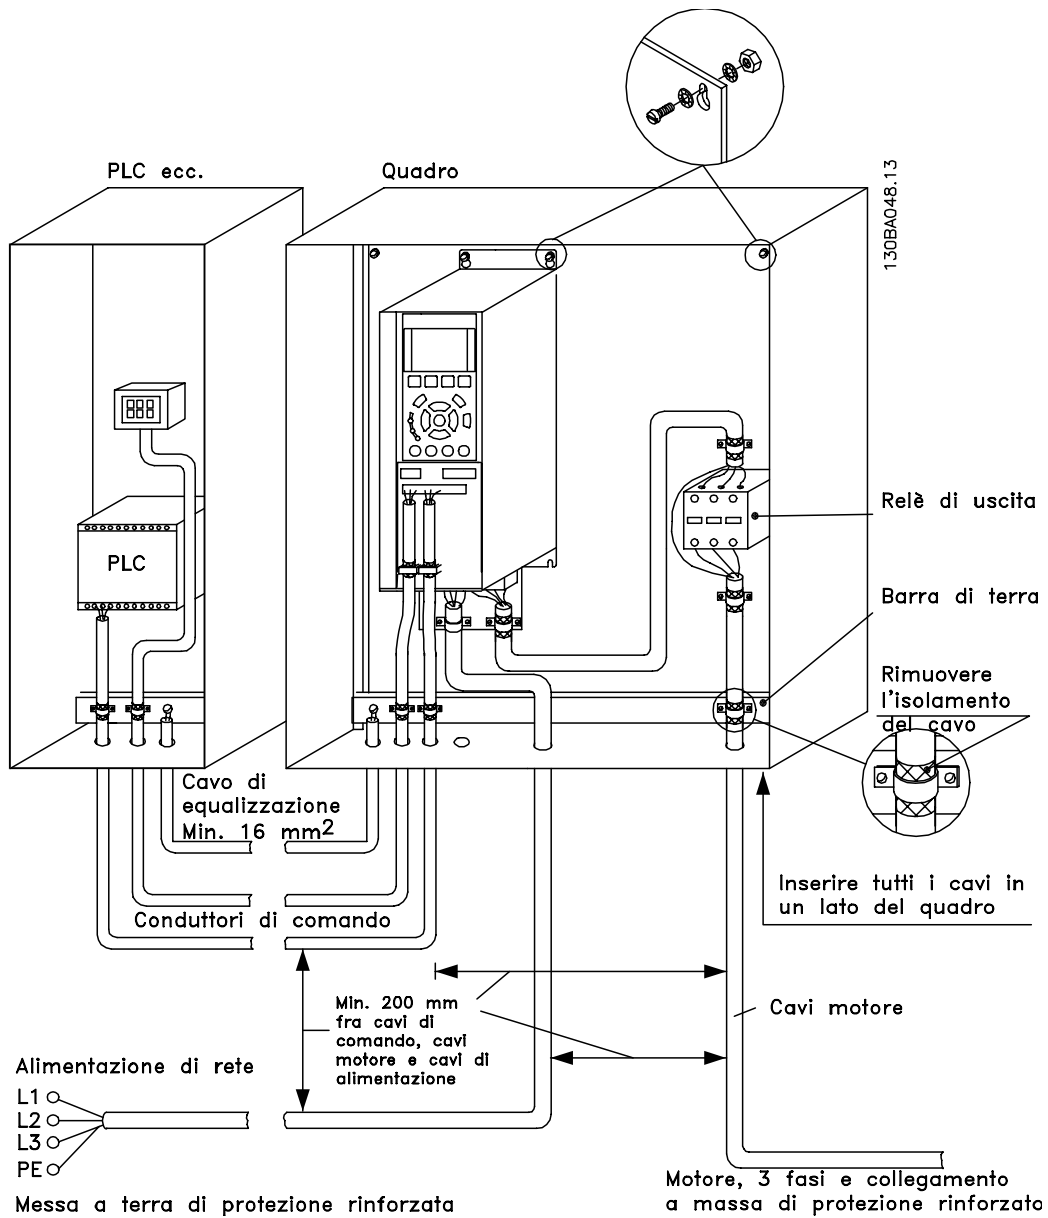 PLC ecc.
Quadro
130BA048.13
PLC
Relè di uscita
Barra di terra
Rimuovere
l'isolamento
del cavo
Cavo di
equalizzazione
Min. 16 mm2
Inserire tutti i cavi in
un lato del quadro
Conduttori di comando
Min. 200 mm
fra cavi di
comando, cavi
motore e cavi di
alimentazione
Cavi motore
Alimentazione di rete
L1
L2
L3
PE
Messa a terra di protezione rinforzata
Motore, 3 fasi e collegamento
a massa di protezione rinforzato